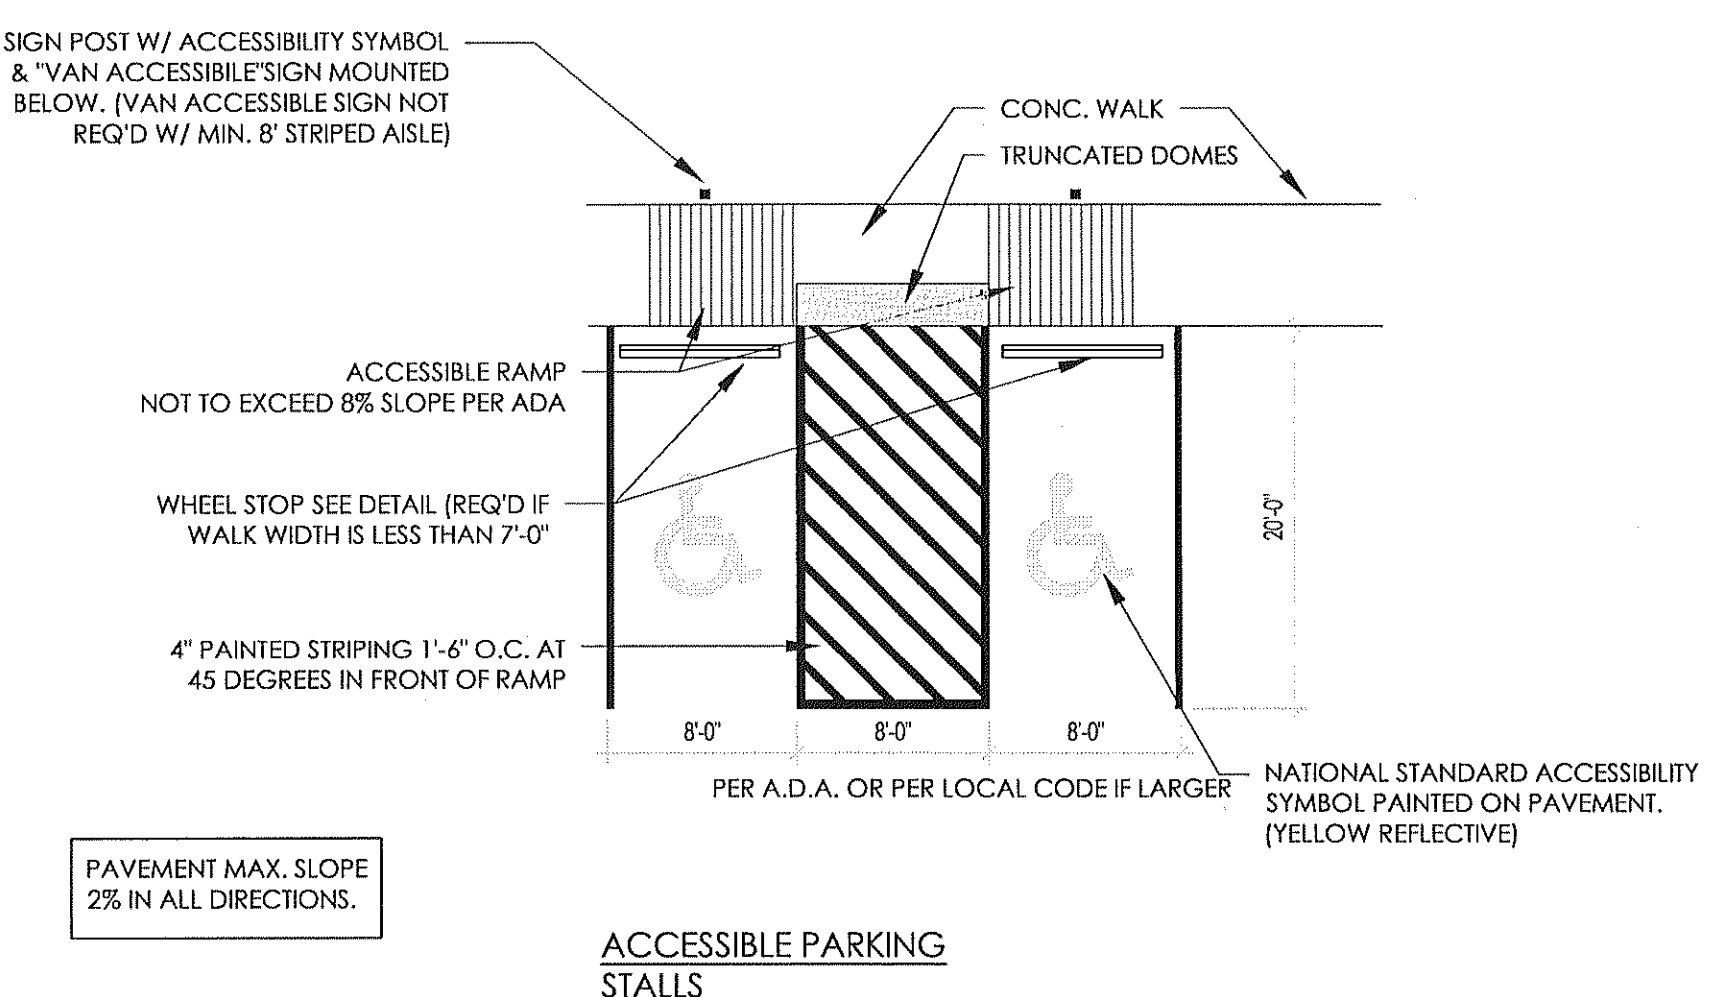 SIGN POST W/ ACCESSIBILITY SYMBOL
& "VAN ACCESSIBILE"SIGN MOUNTED
BELOW. (VAN ACCESSIBLE SIGN NOT
REQ'D W/ MIN. 8' STRIPED AISLE)
CONC. WALK
TRUNCATED DOMES
ACCESSIBLE RAMP
NOT TO EXCEED 8% SLOPE PER ADA
WHEEL STOP SEE DETAIL (REQ'D IF
WALK WIDTH IS LESS THAN 7'-0"
4" PAINTED STRIPING 1'-6" O.C. AT
45 DEGREES IN FRONT OF RAMP
20'-0"
8'-0"
8'-0"
8'-0"
PER A.D.A. OR PER LOCAL CODE IF LARGER
NATIONAL STANDARD ACCESSIBILITY
SYMBOL PAINTED ON PAVEMENT.
(YELLOW REFLECTIVE)
PAVEMENT MAX. SLOPE
2% IN ALL DIRECTIONS.
ACCESSIBLE PARKING
STALLS